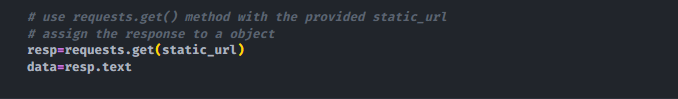 # use requests.get() method with the provided static_url
# assign the response to a object
resp=requests.get(static_url)
data=resp.text